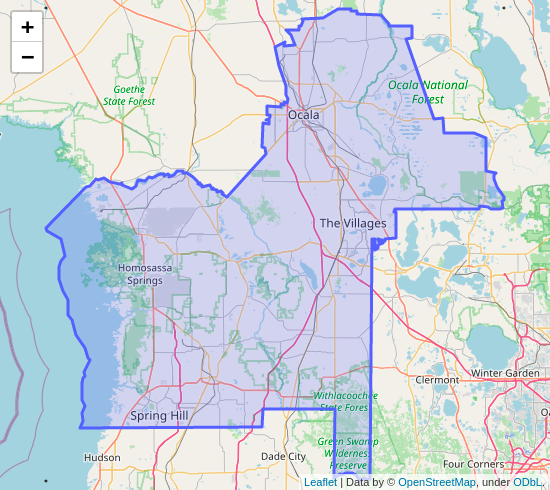 +
−
Goethe
State Forest
Ocala National
Forest
Ocala
The Villages
Homosassa
Springs
Winter Garden
Clermont
Withlacoochee
State Fores
Spring Hill
Green Swamp
Wilderness
Preserve
Hudson
Dade City
Four Corners
Leaflet | Data by © OpenStreetMap, under ODbL.